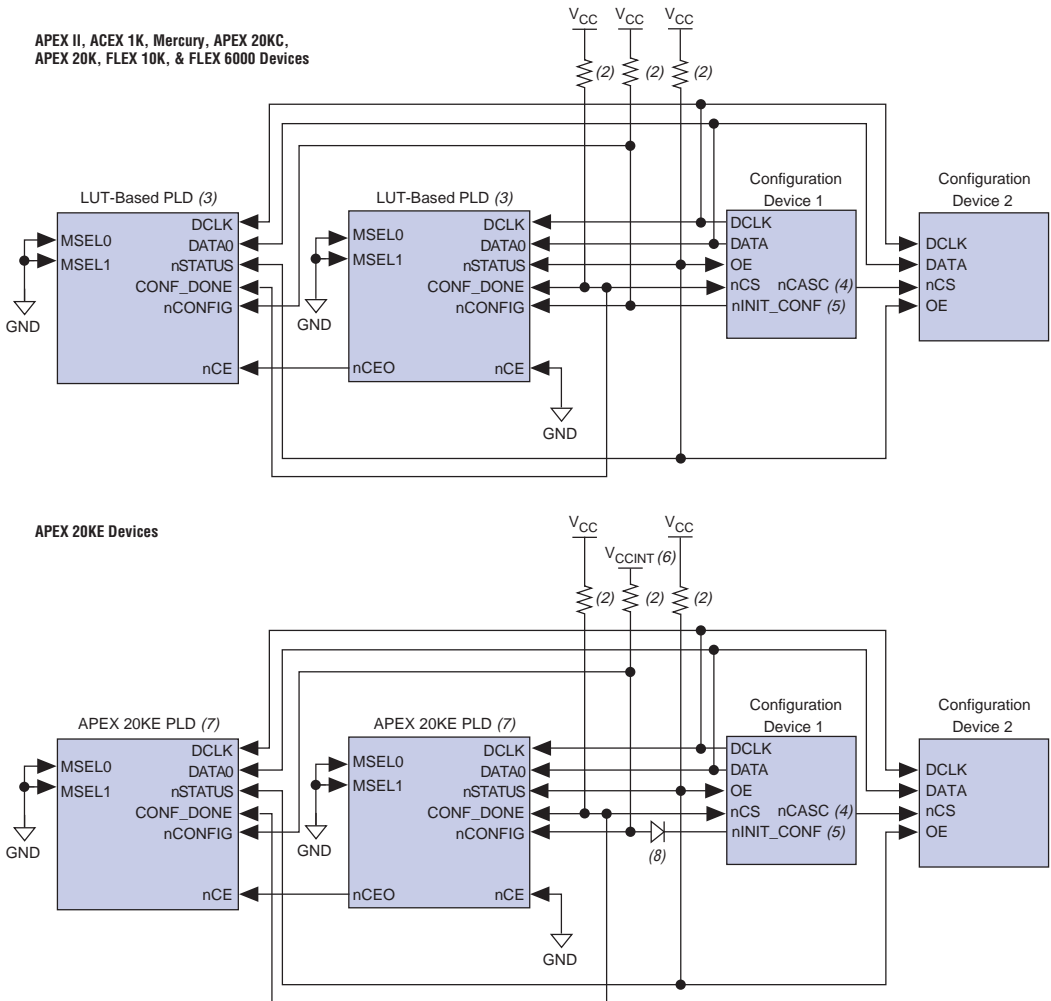 APEX II, ACEX 1K, Mercury, APEX 20KC,
APEX 20K, FLEX 10K, & FLEX 6000 Devices
VCC VCC VCC
(2) (2) (2)
LUT-Based PLD (3)
MSEL0
MSEL1
GND
DCLK
DATA0
nSTATUS
CONF_DONE
nCONFIG
nCE
LUT-Based PLD (3)
MSEL0
MSEL1
GND
DCLK
DATA0
nSTATUS
CONF_DONE
nCONFIG
nCEO
nCE
GND
Configuration
Device 1
DCLK
DATA
OE
nCS nCASC (4)
nINIT_CONF (5)
Configuration
Device 2
DCLK
DATA
nCS
OE
APEX 20KE Devices
VCC VCCINT (6) VCC
(2) (2) (2)
APEX 20KE PLD (7)
MSEL0
MSEL1
GND
DCLK
DATA0
nSTATUS
CONF_DONE
nCONFIG
nCE
APEX 20KE PLD (7)
MSEL0
MSEL1
GND
DCLK
DATA0
nSTATUS
CONF_DONE
nCONFIG
nCEO
nCE
GND
(8)
Configuration
Device 1
DCLK
DATA
OE
nCS nCASC (4)
nINIT_CONF (5)
Configuration
Device 2
DCLK
DATA
nCS
OE